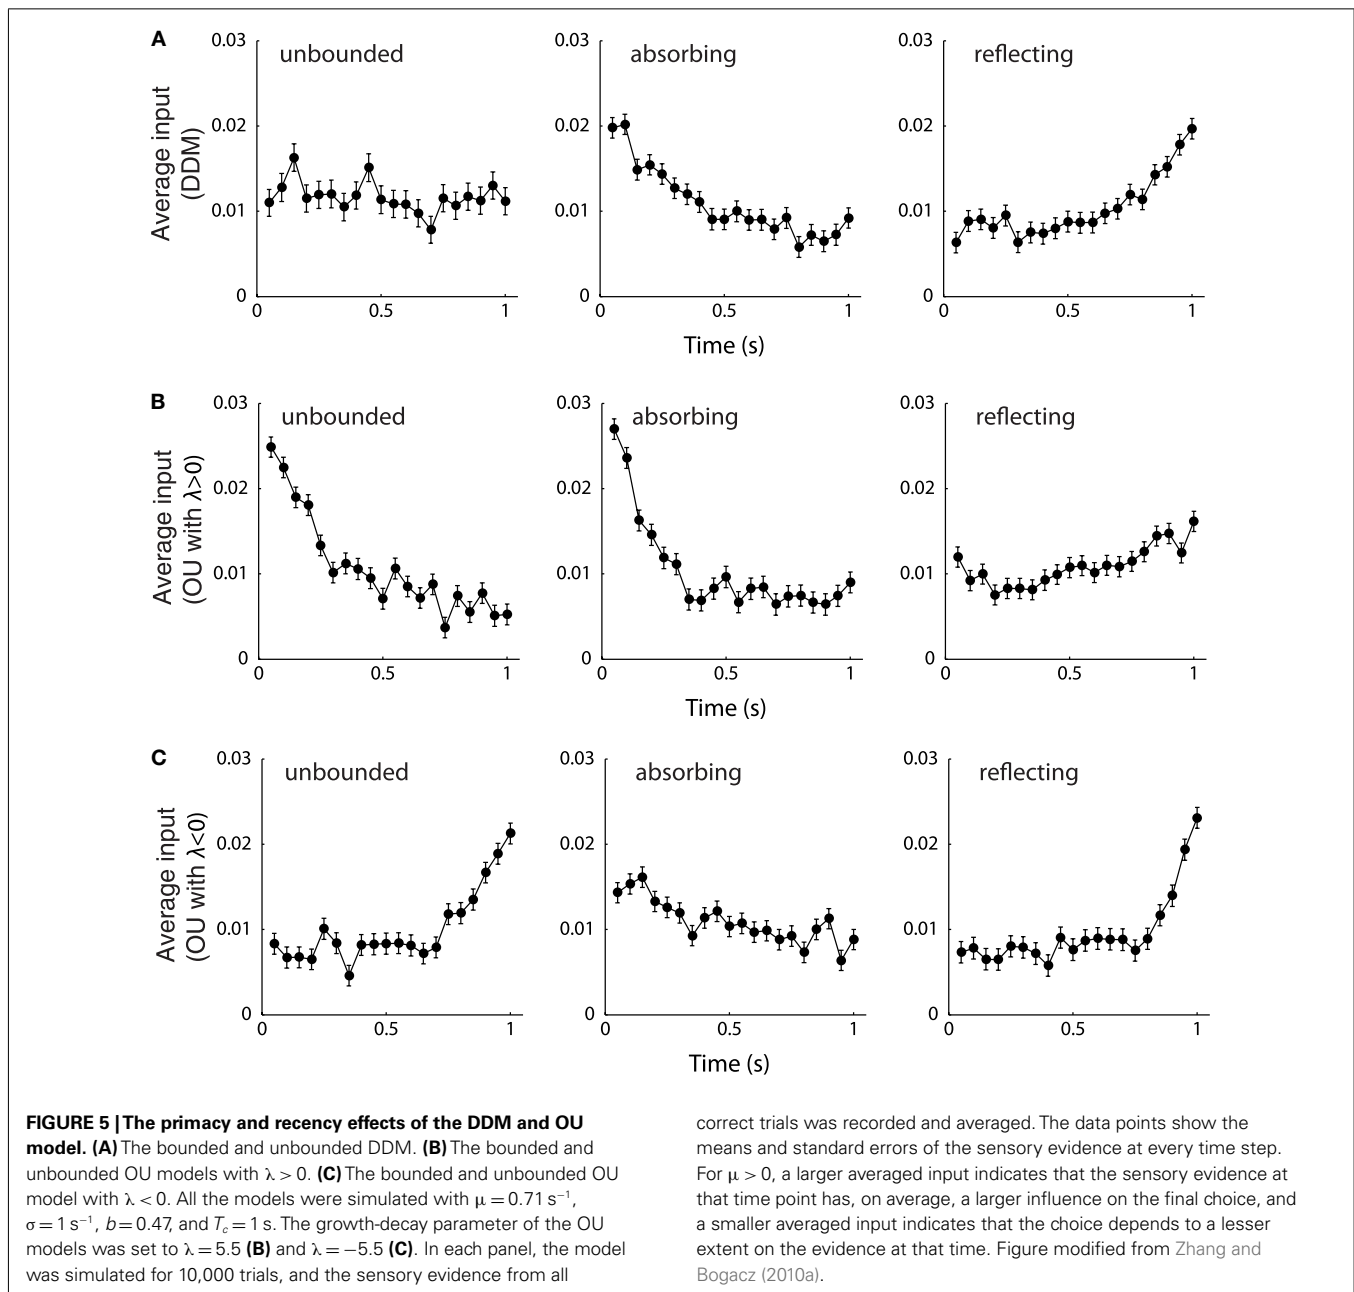 A
Average input
(DDM)
0.03
0.02
0.01
0
unbounded
0
0.5
1
0.03
0.02
0.01
0
absorbing
0
0.5
1
0.03
0.02
0.01
0
reflecting
0
0.5
1
Time (s)
B
Average input
(OU with λ>0)
0.03
0.02
0.01
0
unbounded
0
0.5
1
0.03
0.02
0.01
0
absorbing
0
0.5
1
0.03
0.02
0.01
0
reflecting
0
0.5
1
Time (s)
C
Average input
(OU with λ<0)
0.03
0.02
0.01
0
unbounded
0
0.5
1
0.03
0.02
0.01
0
absorbing
0
0.5
1
0.03
0.02
0.01
0
reflecting
0
0.5
1
Time (s)
FIGURE 5 | The primacy and recency effects of the DDM and OU
model. (A) The bounded and unbounded DDM. (B) The bounded and
unbounded OU models with λ > 0. (C) The bounded and unbounded OU
model with λ < 0. All the models were simulated with μ = 0.71 s⁻¹,
σ = 1 s⁻¹, b = 0.47, and Tc = 1 s. The growth-decay parameter of the OU
models was set to λ = 5.5 (B) and λ = −5.5 (C). In each panel, the model
was simulated for 10,000 trials, and the sensory evidence from all
correct trials was recorded and averaged. The data points show the
means and standard errors of the sensory evidence at every time step.
For μ > 0, a larger averaged input indicates that the sensory evidence at
that time point has, on average, a larger influence on the final choice, and
a smaller averaged input indicates that the choice depends to a lesser
extent on the evidence at that time. Figure modified from Zhang and
Bogacz (2010a).